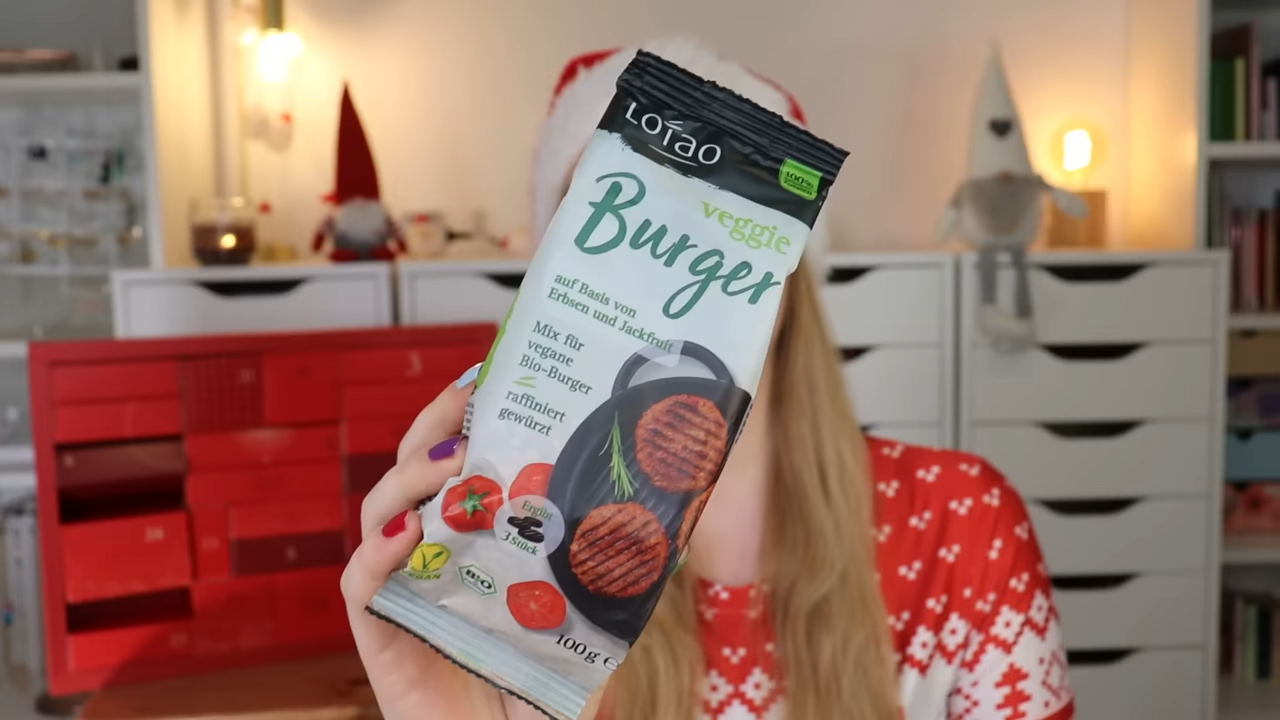 LOTAO
100%
veggie
Burger
auf Basis von
Erbsen und Jackfruit
Mix für
vegane
Bio-Burger
raffiniert
gewürzt
Ergibt
3 Stück
VEGAN
BIO
100g e